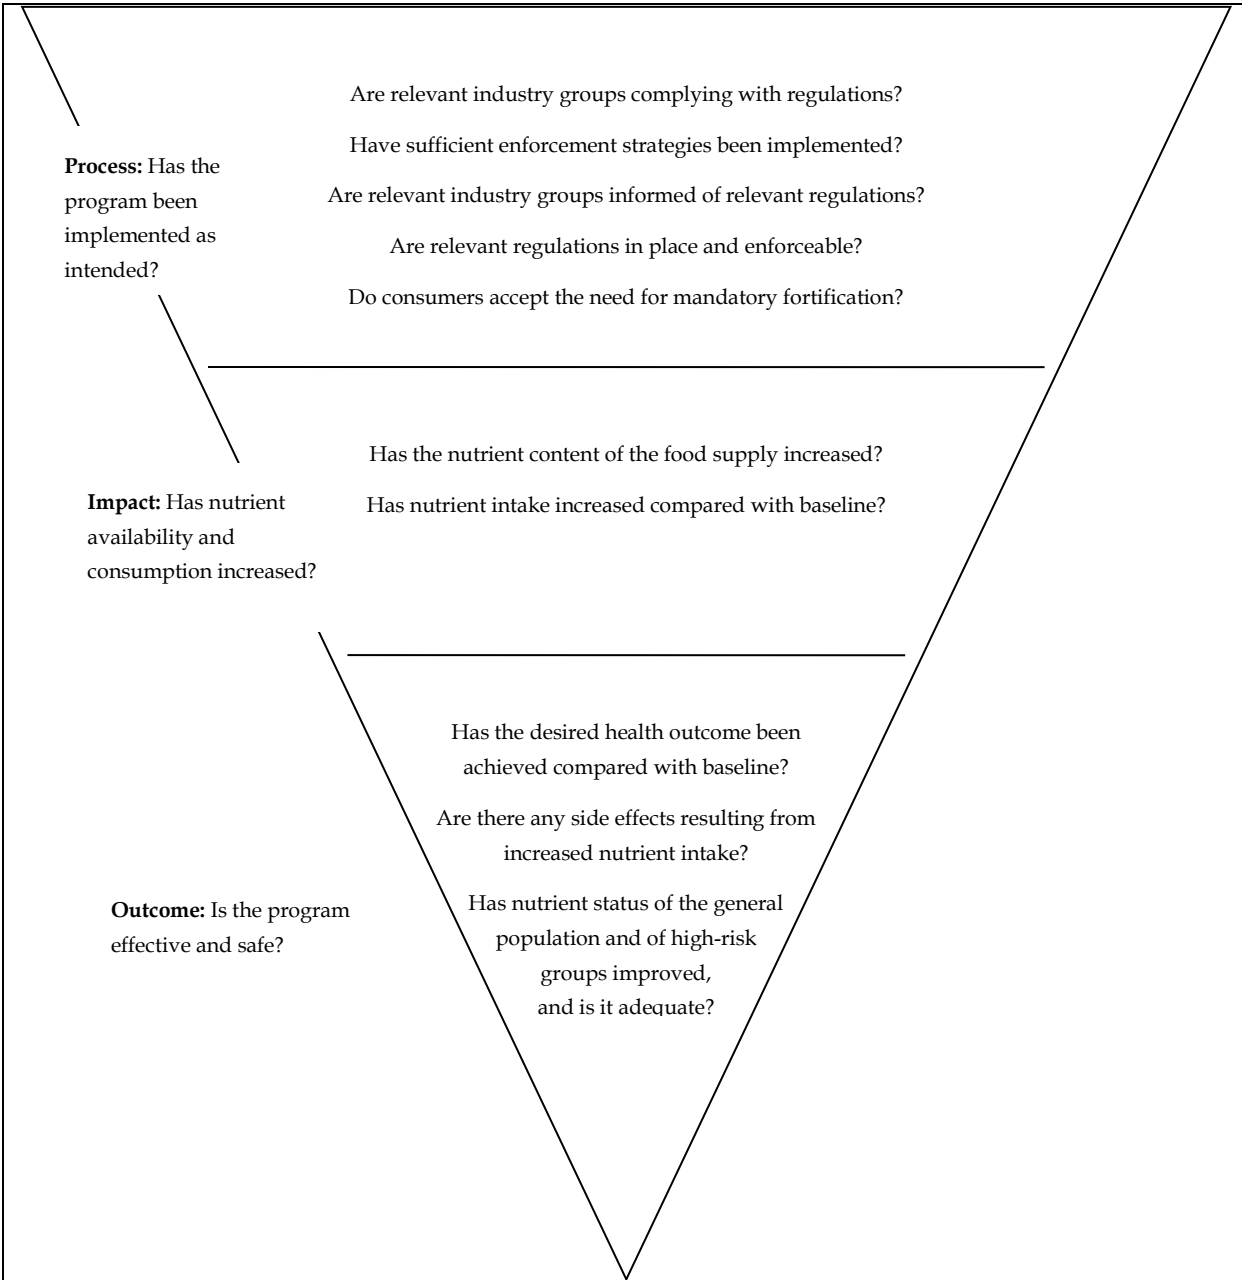 Are relevant industry groups complying with regulations?
Have sufficient enforcement strategies been implemented?
Process: Has the
program been
implemented as
intended?
Are relevant industry groups informed of relevant regulations?
Are relevant regulations in place and enforceable?
Do consumers accept the need for mandatory fortification?
Has the nutrient content of the food supply increased?
Has nutrient intake increased compared with baseline?
Impact: Has nutrient
availability and
consumption increased?
Has the desired health outcome been
achieved compared with baseline?
Are there any side effects resulting from
increased nutrient intake?
Has nutrient status of the general
population and of high-risk
groups improved,
and is it adequate?
Outcome: Is the program
effective and safe?